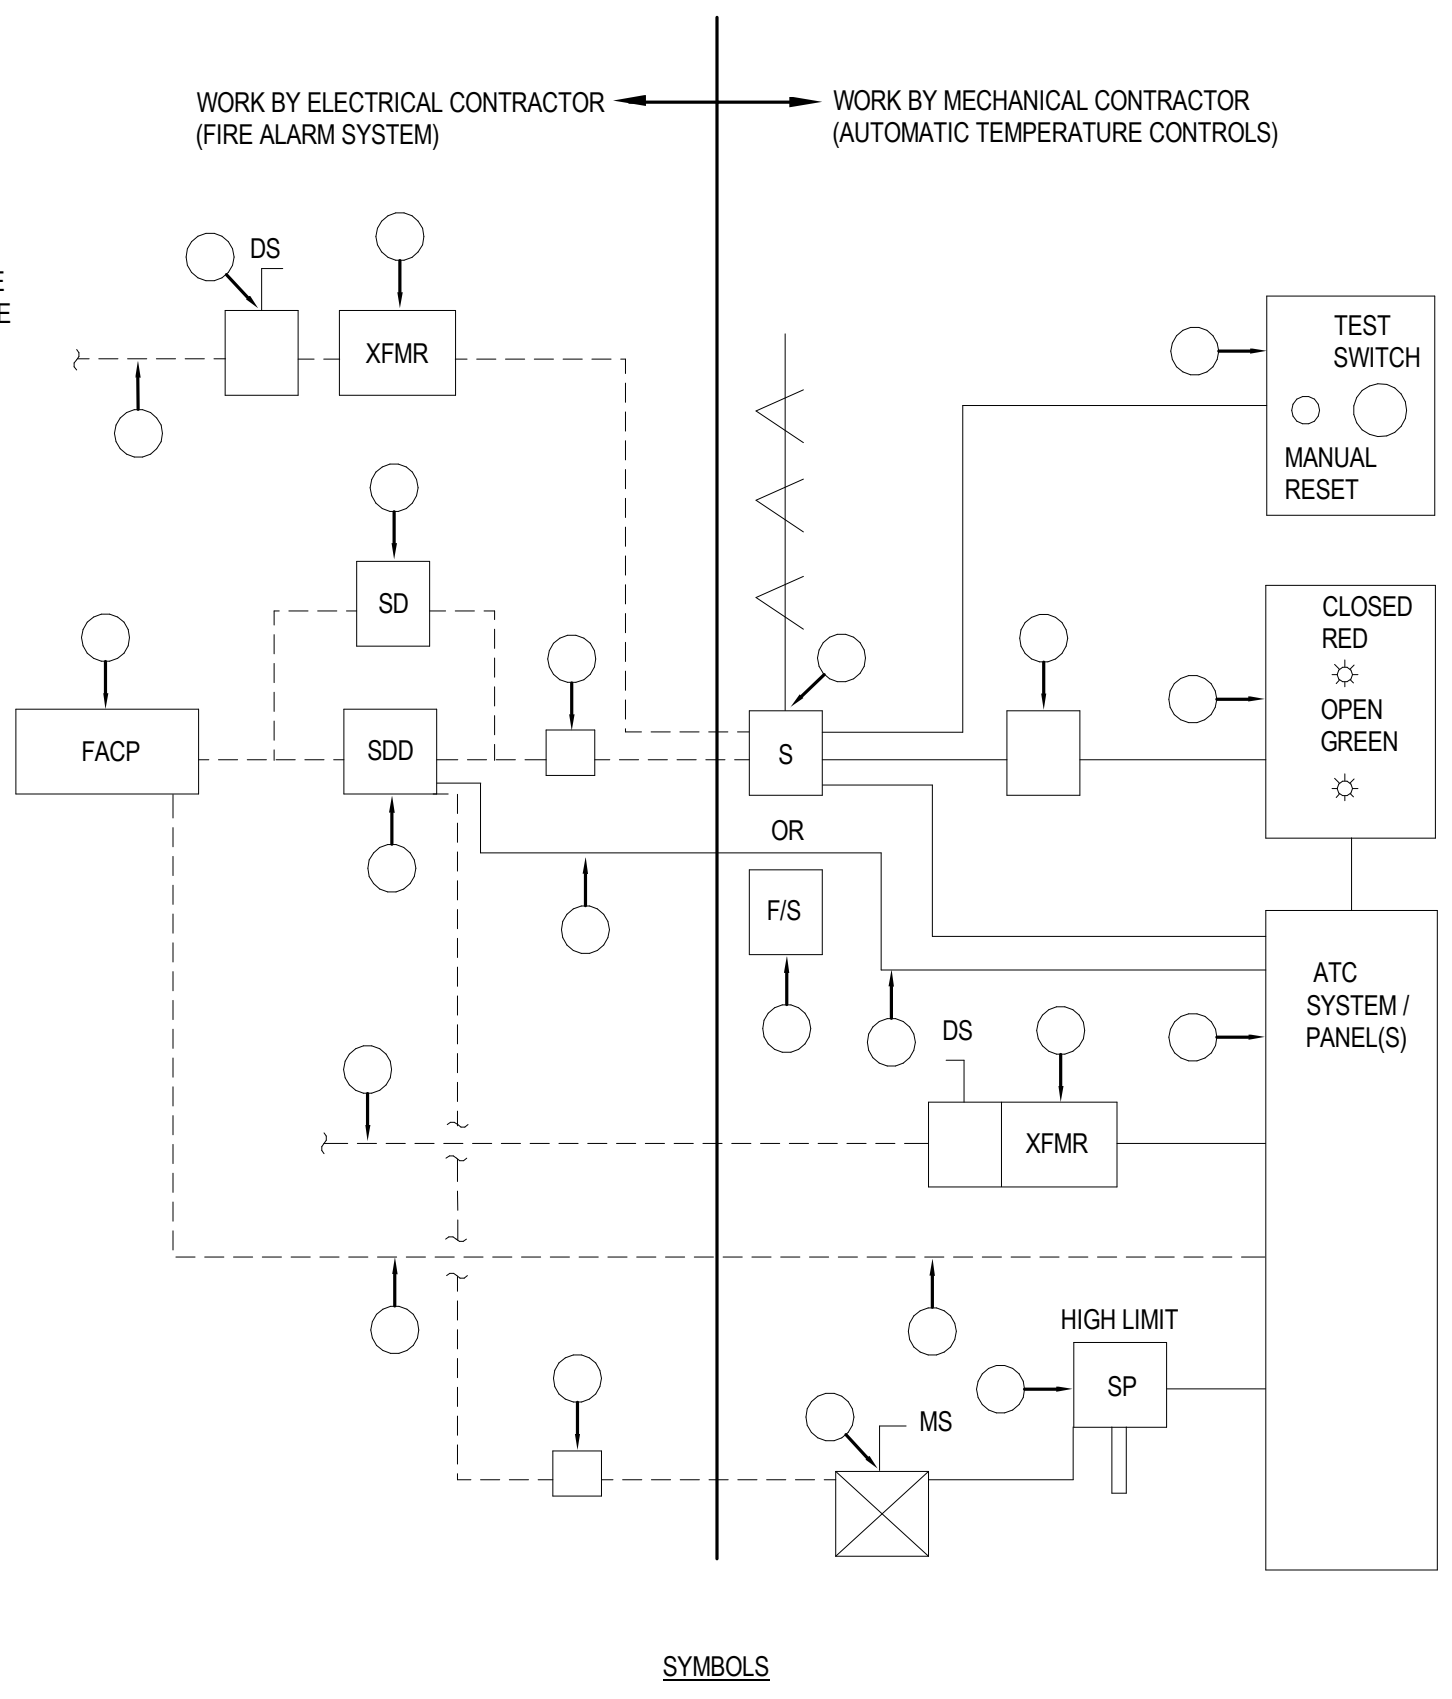 WORK BY ELECTRICAL CONTRACTOR
(FIRE ALARM SYSTEM)
WORK BY MECHANICAL CONTRACTOR
(AUTOMATIC TEMPERATURE CONTROLS)
DS
E
E
XFMR
TEST
SWITCH
MANUAL
RESET
SD
CLOSED
RED
OPEN
GREEN
FACP
SDD
S
OR
F/S
ATC
SYSTEM /
PANEL(S)
DS
XFMR
HIGH LIMIT
SP
MS
SYMBOLS